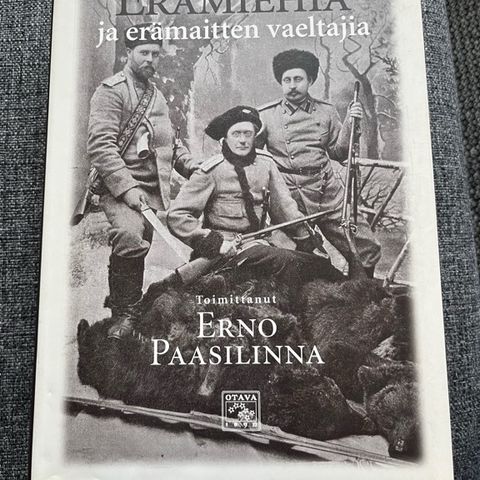 ERÄMIEHIÄ
ja erämaitten vaeltajia
Toimittanut
ERNO
PAASILINNA
OTAVA